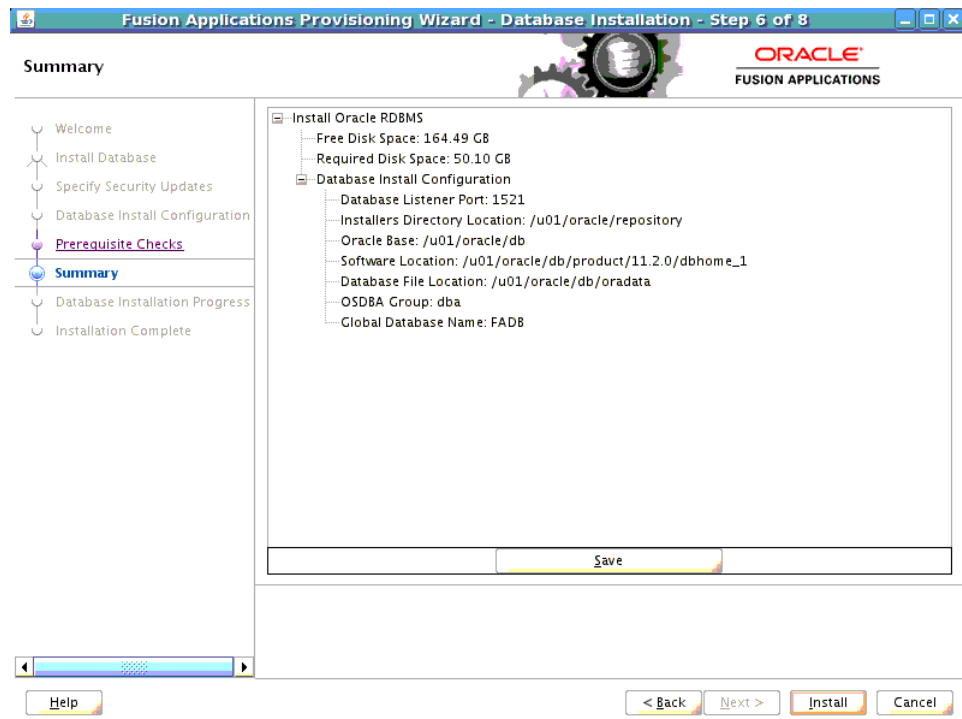 Fusion Applications Provisioning Wizard - Database Installation - Step 6 of 8
Summary
ORACLE
FUSION APPLICATIONS
Welcome
Install Database
Specify Security Updates
Database Install Configuration
Prerequisite Checks
Summary
Database Installation Progress
Installation Complete
Install Oracle RDBMS
Free Disk Space: 164.49 GB
Required Disk Space: 50.10 GB
Database Install Configuration
Database Listener Port: 1521
Installers Directory Location: /u01/oracle/repository
Oracle Base: /u01/oracle/db
Software Location: /u01/oracle/db/product/11.2.0/dbhome_1
Database File Location: /u01/oracle/db/oradata
OSDBA Group: dba
Global Database Name: FADB
Save
Help
< Back
Next >
Install
Cancel